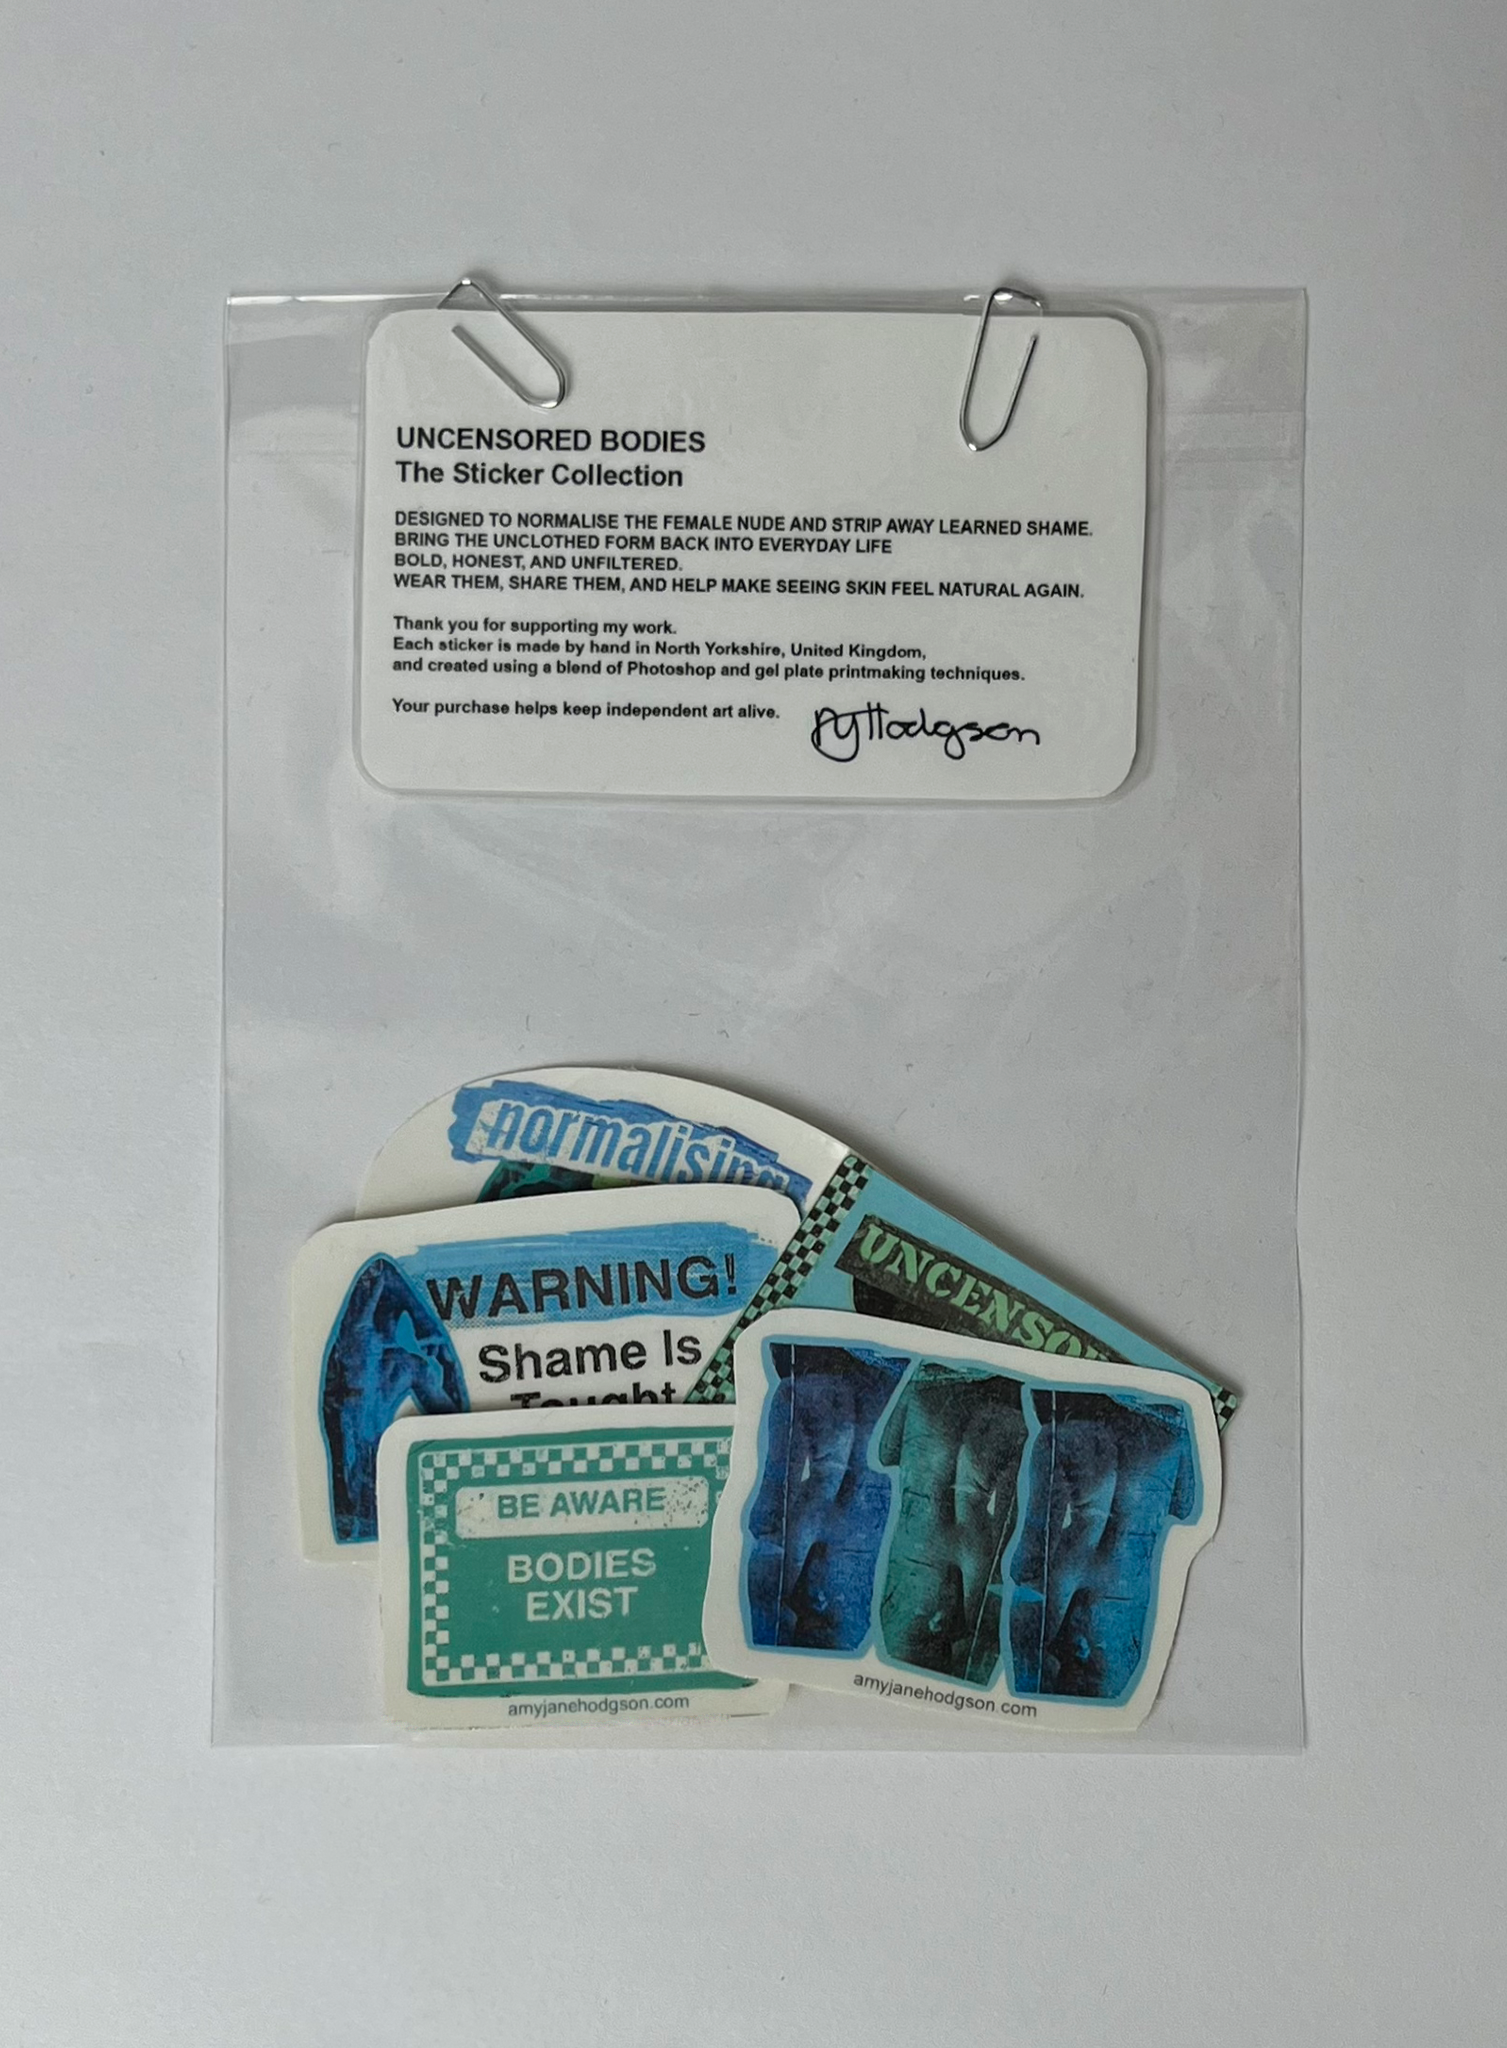 UNCENSORED BODIES
The Sticker Collection
DESIGNED TO NORMALISE THE FEMALE NUDE AND STRIP AWAY LEARNED SHAME.
BRING THE UNCLOTHED FORM BACK INTO EVERYDAY LIFE
BOLD, HONEST, AND UNFILTERED.
WEAR THEM, SHARE THEM, AND HELP MAKE SEEING SKIN FEEL NATURAL AGAIN.
Thank you for supporting my work.
Each sticker is made by hand in North Yorkshire, United Kingdom,
and created using a blend of Photoshop and gel plate printmaking techniques.
Your purchase helps keep independent art alive.
AJHodgson
normalising
UNCENSO
WARNING!
Shame Is
Taught
BE AWARE
BODIES
EXIST
amyjanehodgson.com
amyjanehodgson.com